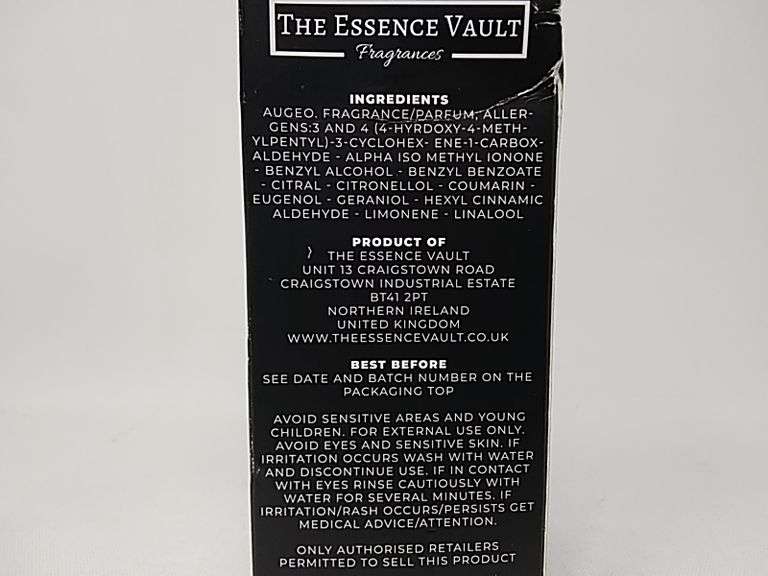 THE ESSENCE VAULT
Fragrances
INGREDIENTS
AUGEO. FRAGRANCE/PARFUM, ALLER-
GENS:3 AND 4 (4-HYRDOXY-4-METH-
YLPENTYL)-3-CYCLOHEX- ENE-1-CARBOX-
ALDEHYDE - ALPHA ISO METHYL IONONE
- BENZYL ALCOHOL - BENZYL BENZOATE
- CITRAL - CITRONELLOL - COUMARIN -
EUGENOL - GERANIOL - HEXYL CINNAMIC
ALDEHYDE - LIMONENE - LINALOOL
PRODUCT OF
THE ESSENCE VAULT
UNIT 13 CRAIGSTOWN ROAD
CRAIGSTOWN INDUSTRIAL ESTATE
BT41 2PT
NORTHERN IRELAND
UNITED KINGDOM
WWW.THEESSENCEVAULT.CO.UK
BEST BEFORE
SEE DATE AND BATCH NUMBER ON THE
PACKAGING TOP
AVOID SENSITIVE AREAS AND YOUNG
CHILDREN. FOR EXTERNAL USE ONLY.
AVOID EYES AND SENSITIVE SKIN. IF
IRRITATION OCCURS WASH WITH WATER
AND DISCONTINUE USE. IF IN CONTACT
WITH EYES RINSE CAUTIOUSLY WITH
WATER FOR SEVERAL MINUTES. IF
IRRITATION/RASH OCCURS/PERSISTS GET
MEDICAL ADVICE/ATTENTION.
ONLY AUTHORISED RETAILERS
PERMITTED TO SELL THIS PRODUCT